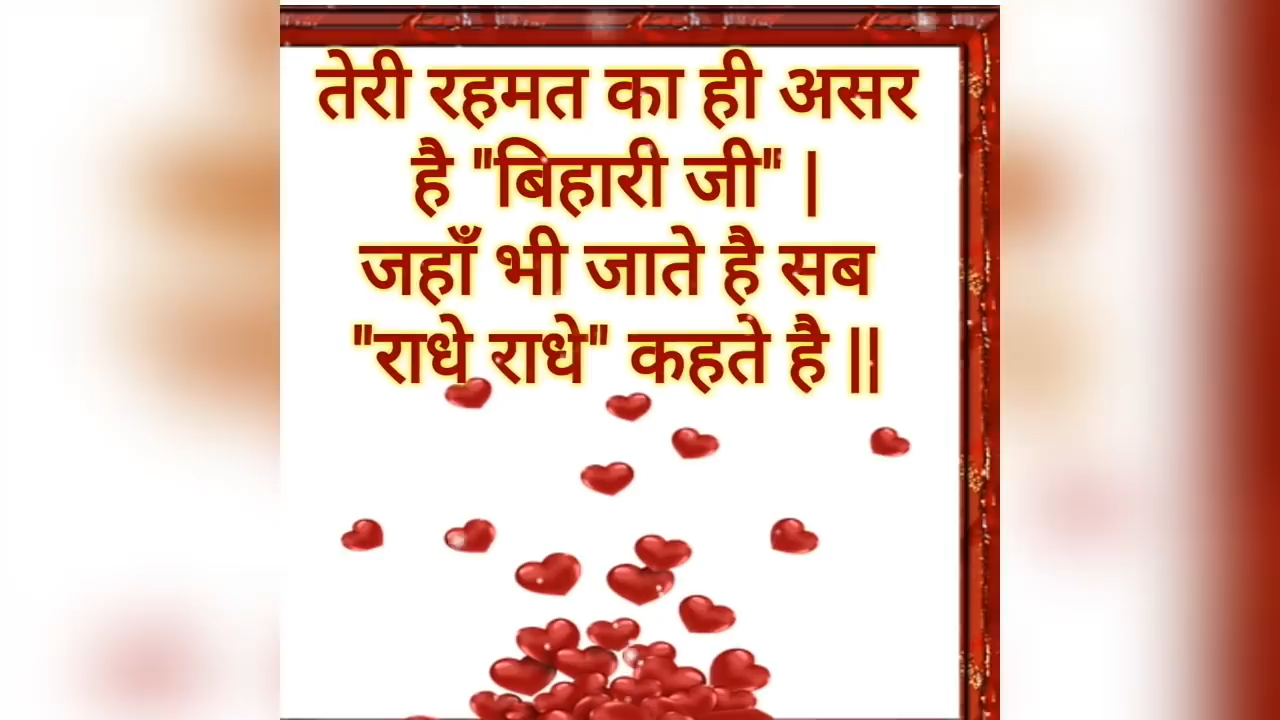 तेरी रहमत का ही असर
है "बिहारी जी" |
जहाँ भी जाते है सब
"राधे राधे" कहते है ||